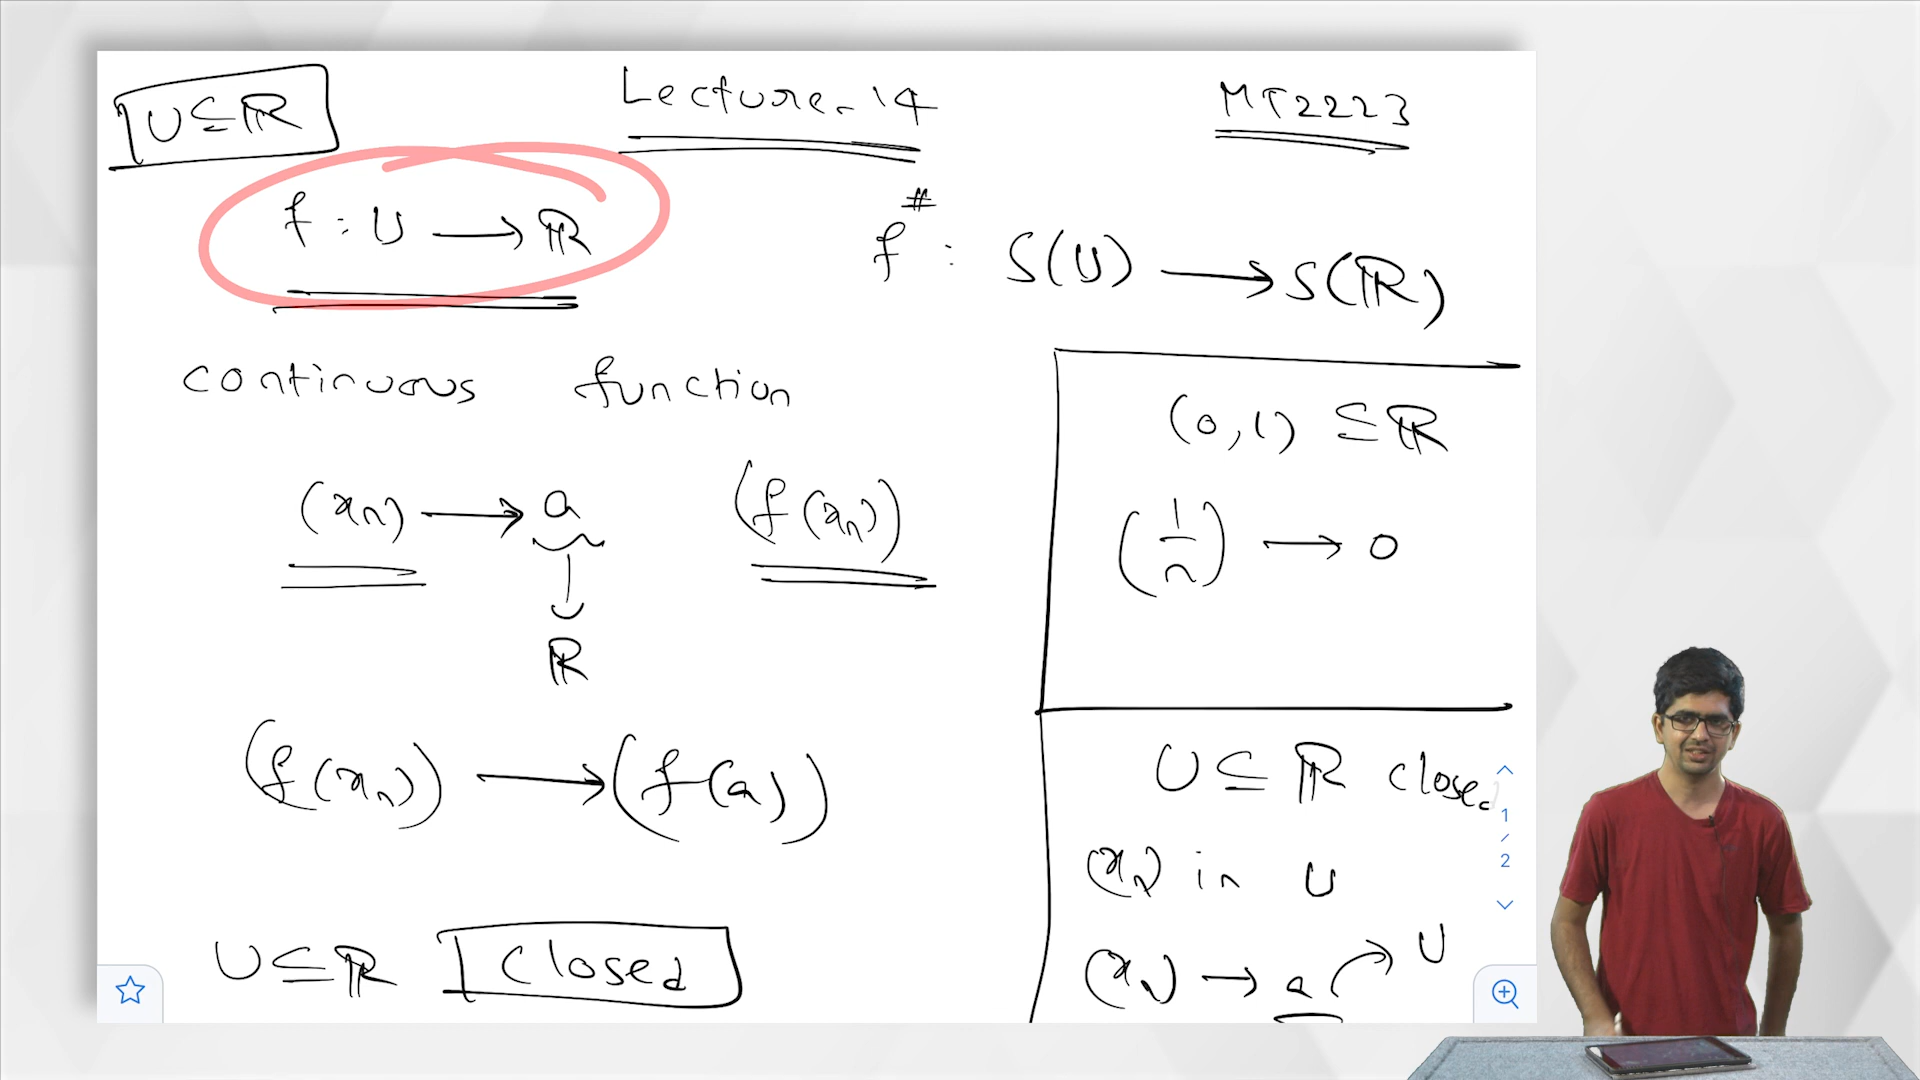 U⊆ℝ
Lecture-14
MT2223
f : U → ℝ
f^# : S(U) → S(ℝ)
continuous function
(xₙ) → a
(f(xₙ))
↓
ℝ
(f(xₙ)) → (f(a))
U⊆ℝ closed
(0,1) ⊆ℝ
(1/n) → 0
U⊆ℝ closed
(xₙ) in U
(xₙ) → a → U
1
/
2